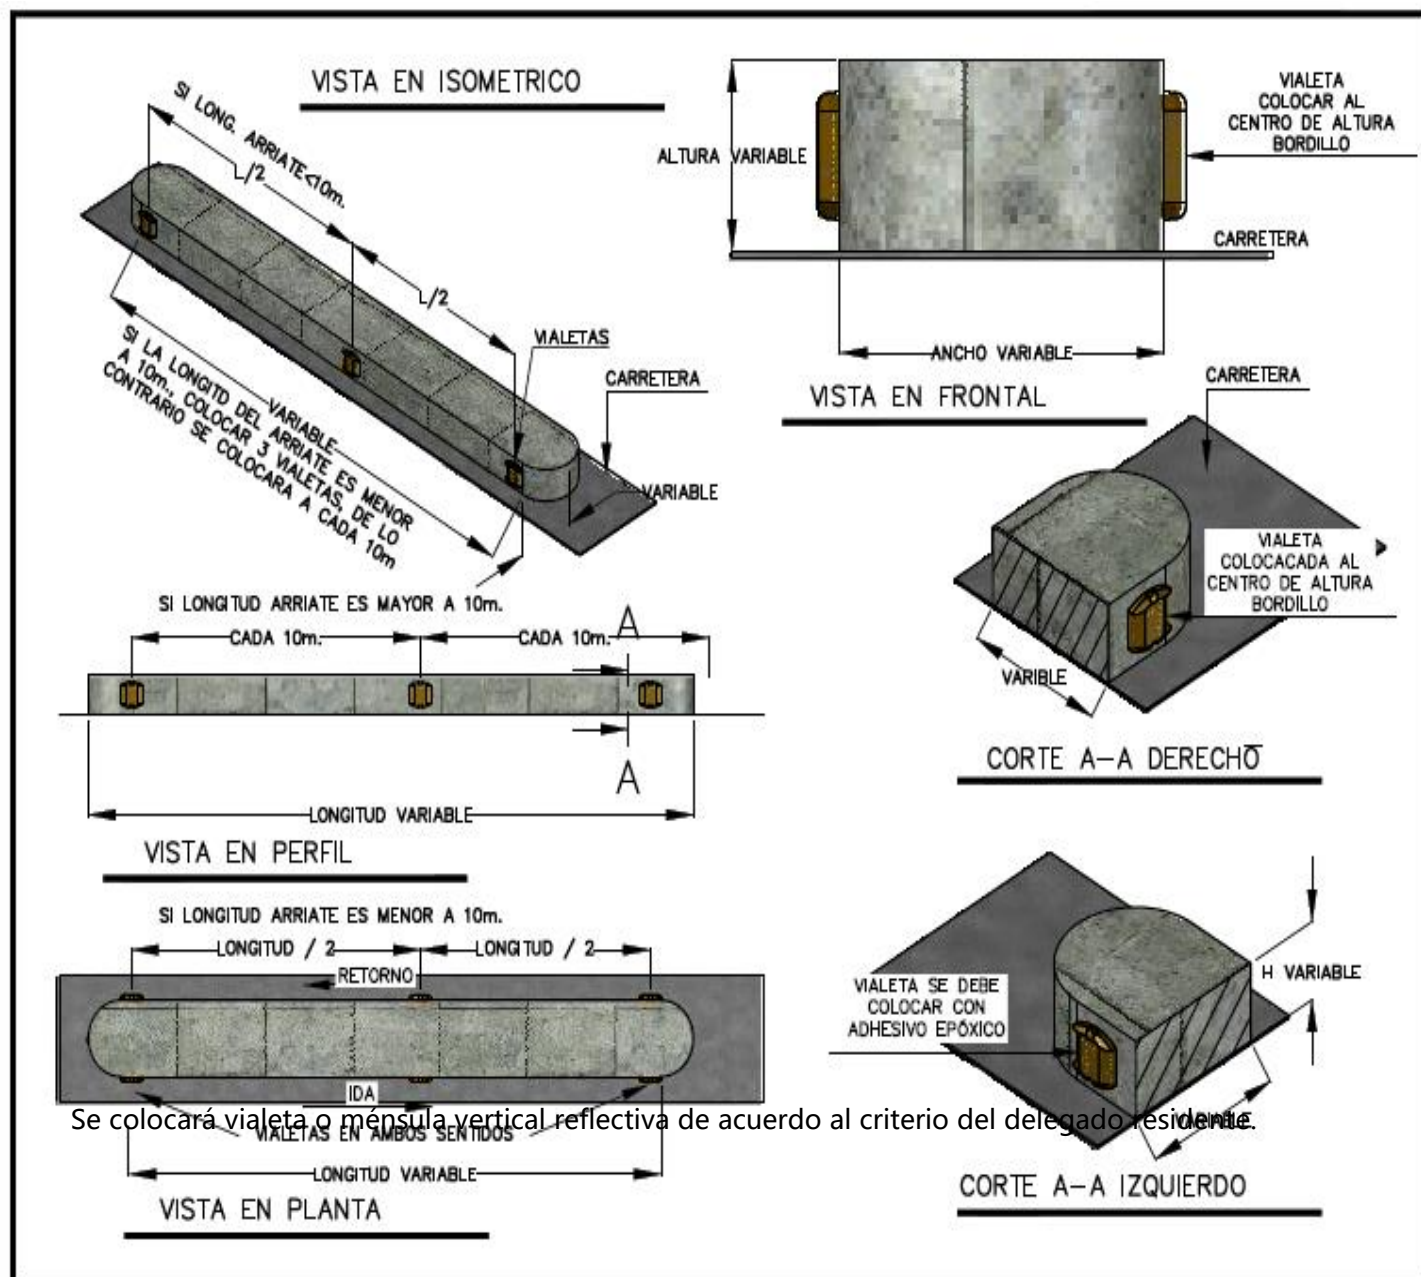 VISTA EN ISOMETRICO
SI LONG. ARRIATE<10m.
L/2
L/2
VIALETAS
CARRETERA
VARIABLE
VARIABLE
SI LA LONGITD DEL ARRIATE ES MENOR
A 10m., COLOCAR 3 VIALETAS, DE LO
CONTRARIO SE COLOCARA A CADA 10m
ALTURA VARIABLE
VIALETA
COLOCAR AL
CENTRO DE ALTURA
BORDILLO
CARRETERA
ANCHO VARIABLE
VISTA EN FRONTAL
CARRETERA
VIALETA
COLOCACADA AL
CENTRO DE ALTURA
BORDILLO
VARIBLE
CORTE A-A DERECHO
SI LONGITUD ARRIATE ES MAYOR A 10m.
CADA 10m.
CADA 10m.
A
A
LONGITUD VARIABLE
VISTA EN PERFIL
SI LONGITUD ARRIATE ES MENOR A 10m.
LONGITUD / 2
LONGITUD / 2
RETORNO
IDA
Se colocará vialeta o ménsula vertical reflectiva de acuerdo al criterio del delegado residente.
VIALETAS EN AMBOS SENTIDOS
LONGITUD VARIABLE
VISTA EN PLANTA
VIALETA SE DEBE
COLOCAR CON
ADHESIVO EPÓXICO
H VARIABLE
VARIABLE
CORTE A-A IZQUIERDO